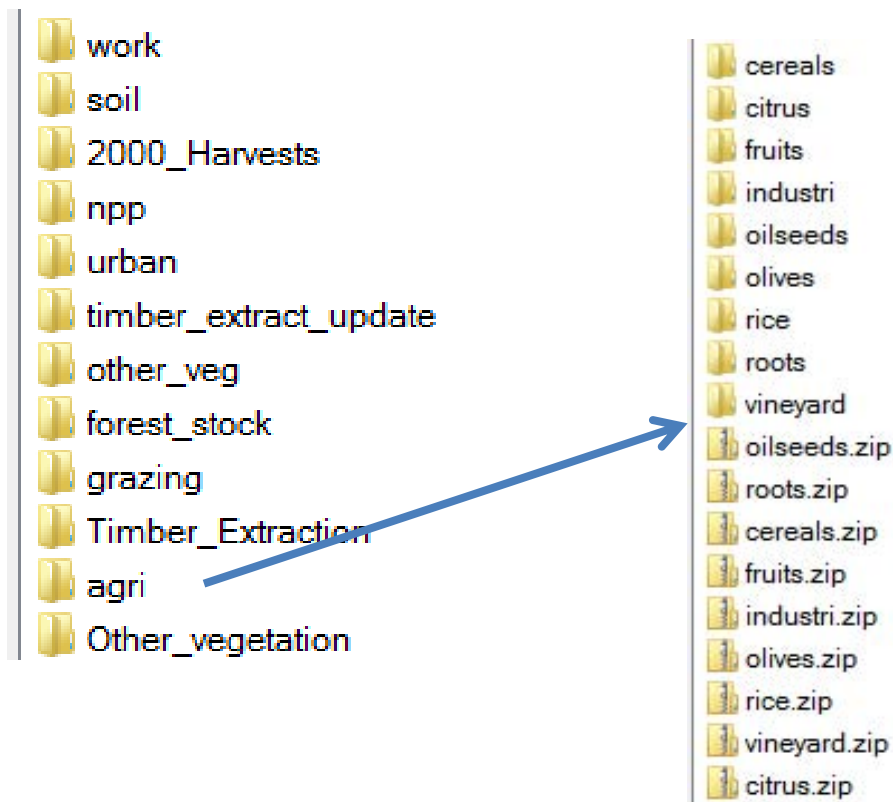 work
soil
2000_Harvests
npp
urban
timber_extract_update
other_veg
forest_stock
grazing
Timber_Extraction
agri
Other_vegetation
cereals
citrus
fruits
industri
oilseeds
olives
rice
roots
vineyard
oilseeds.zip
roots.zip
cereals.zip
fruits.zip
industri.zip
olives.zip
rice.zip
vineyard.zip
citrus.zip